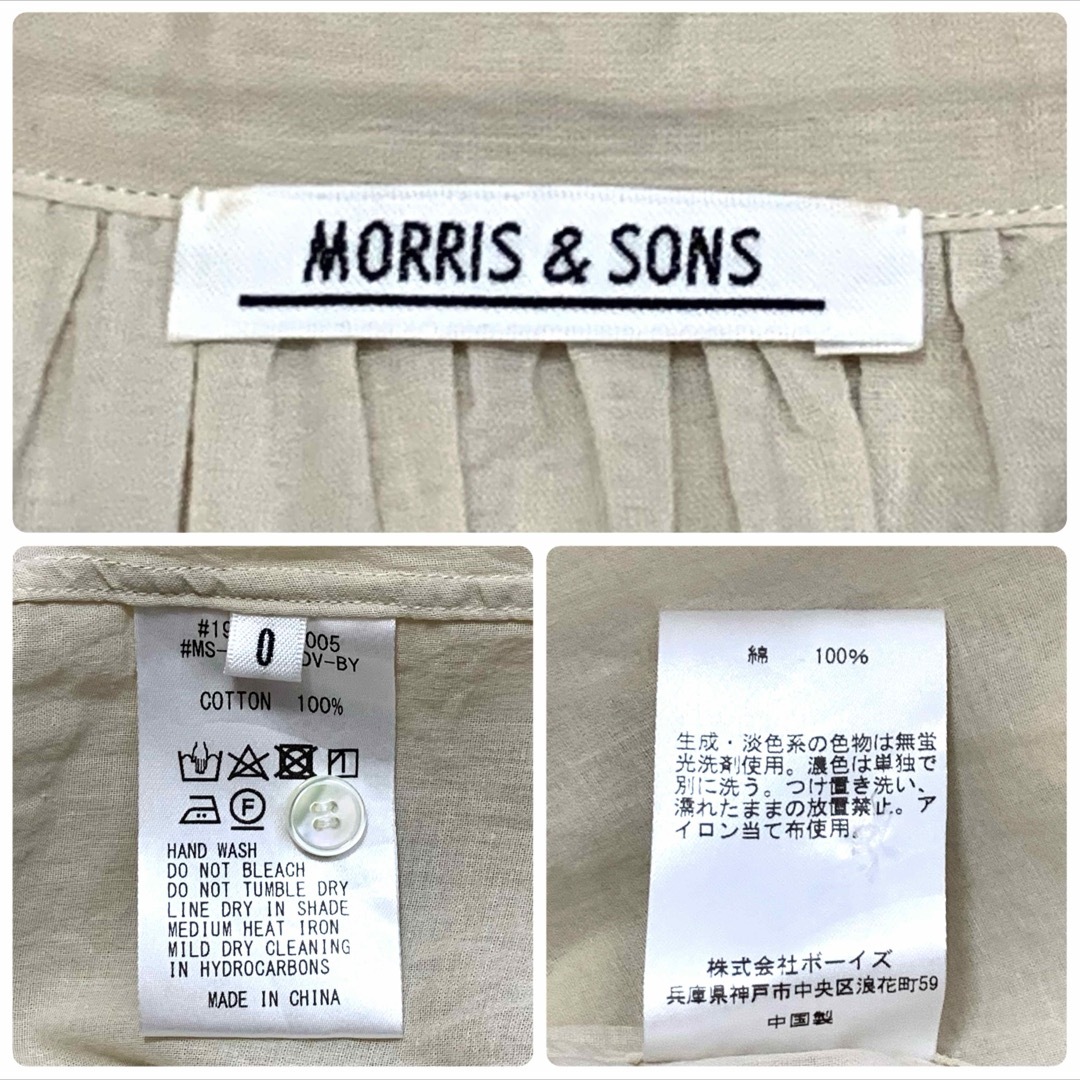 MORRIS & SONS
#19 005
#MS- DV-BY
0
COTTON 100%
F
HAND WASH
DO NOT BLEACH
DO NOT TUMBLE DRY
LINE DRY IN SHADE
MEDIUM HEAT IRON
MILD DRY CLEANING
IN HYDROCARBONS
MADE IN CHINA
綿 100%
生成・淡色系の色物は無蛍
光洗剤使用。濃色は単独で
別に洗う。つけ置き洗い、
濡れたままの放置禁止。ア
イロン当て布使用。
株式会社ボーイズ
兵庫県神戸市中央区浪花町59
中国製